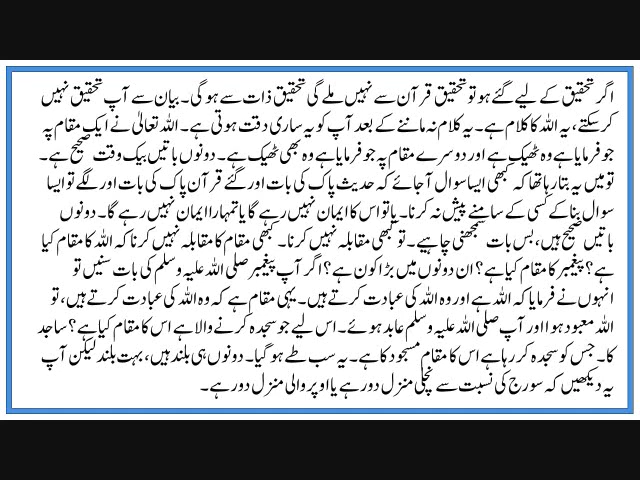 اگر تحقیق کے لیے گئے ہو تو تحقیق قرآن سے نہیں ملے گی تحقیق ذات سے ہو گی۔ بیان سے آپ تحقیق نہیں
کر سکتے، یہ اللہ کا کلام ہے۔ یہ کلام نہ ماننے کے بعد آپ کو یہ ساری دقت ہوتی ہے۔ اللہ تعالیٰ نے ایک مقام پہ
جو فرمایا ہے وہ ٹھیک ہے اور دوسرے مقام پہ جو فرمایا ہے وہ بھی ٹھیک ہے۔ دونوں باتیں بیک وقت صحیح ہے۔
تو میں یہ بتا رہا تھا کہ کبھی ایسا سوال آ جائے کہ حدیث پاک کی بات اور لگے قرآن پاک کی بات اور لگے تو ایسا
سوال بنا کے کسی کے سامنے پیش نہ کرنا۔ یا تو اس کا ایمان نہیں رہے گا یا تمہارا ایمان نہیں رہے گا۔ دونوں
باتیں صحیح ہیں، بس بات سمجھنی چاہیے۔ تو کبھی مقابلہ نہیں کرنا۔ کبھی مقام کا مقابلہ نہیں کرنا کہ اللہ کا مقام کیا
ہے؟ پیغمبر کا مقام کیا ہے؟ ان دونوں میں بڑا کون ہے؟ اگر آپ پیغمبر صلی اللہ علیہ وسلم کی بات سنیں تو
انہوں نے فرمایا کہ اللہ ہے اور وہ اللہ کی عبادت کرتے ہیں۔ یہی مقام ہے کہ وہ اللہ کی عبادت کرتے ہیں، تو
اللہ معبود ہوا اور آپ صلی اللہ علیہ وسلم عابد ہوئے۔ اس لیے جو سجدہ کرنے والا ہے اس کا مقام کیا ہے؟ ساجد
کا۔ جس کو سجدہ کر رہا ہے اس کا مقام مسجود کا ہے۔ یہ سب طے ہو گیا۔ دونوں ہی بلند ہیں، بہت بلند لیکن آپ
یہ دیکھیں کہ سورج کی نسبت سے نچلی منزل دور ہے یا اوپر والی منزل دور ہے۔